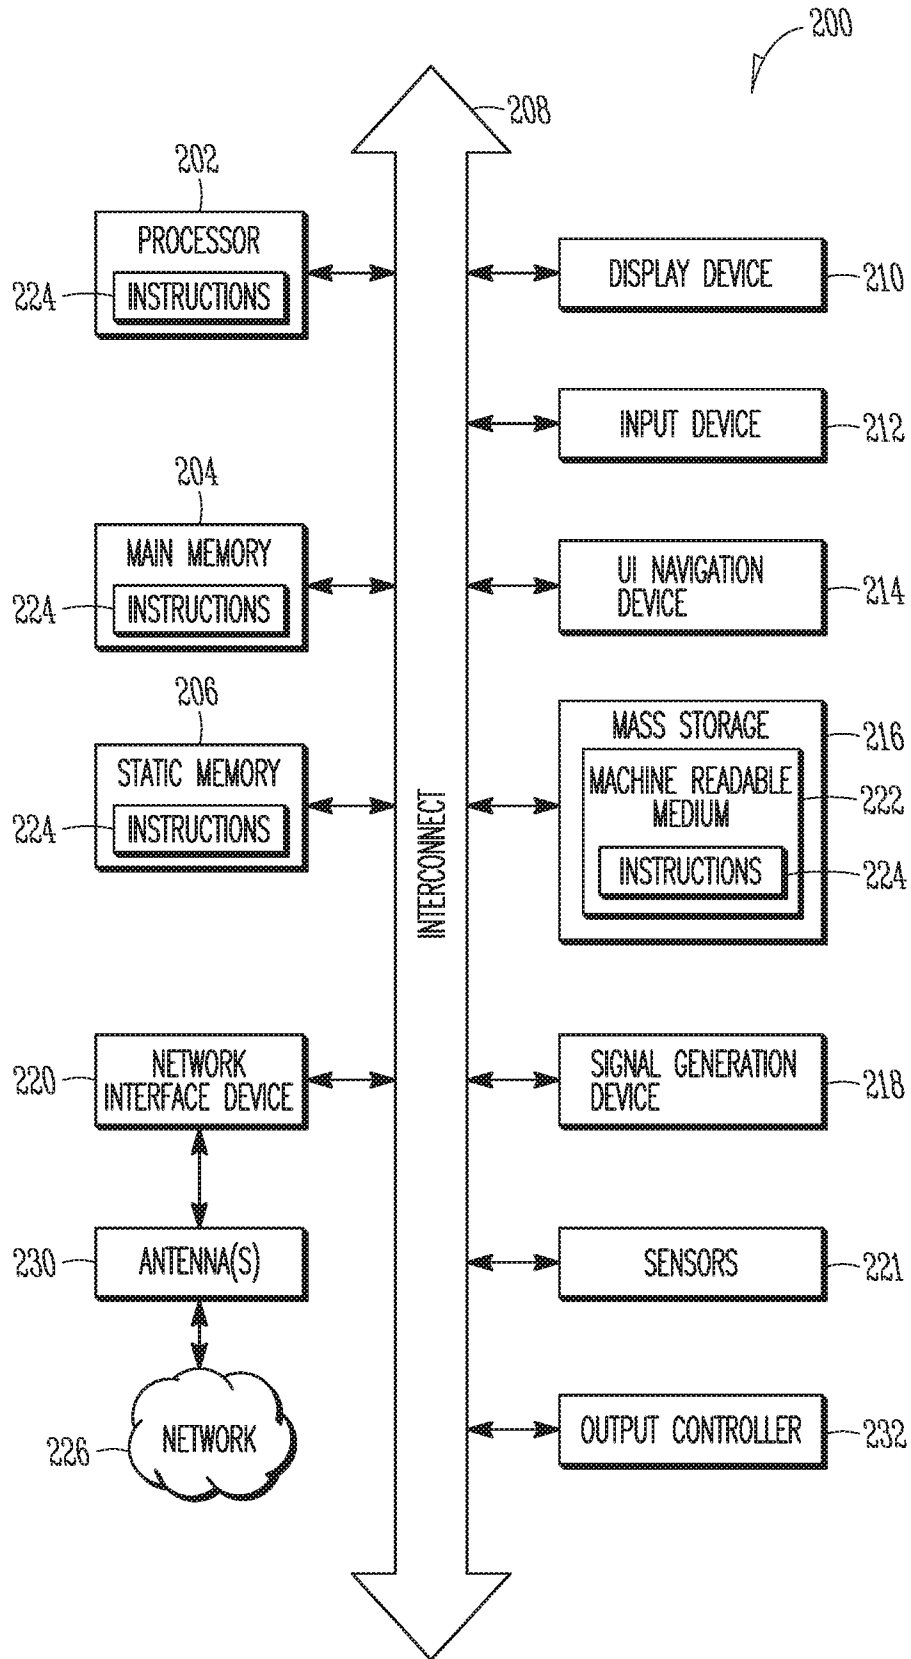 200
208
202
PROCESSOR
224
INSTRUCTIONS
204
MAIN MEMORY
224
INSTRUCTIONS
206
STATIC MEMORY
224
INSTRUCTIONS
220
NETWORK
INTERFACE DEVICE
230
ANTENNA(S)
226
NETWORK
INTERCONNECT
DISPLAY DEVICE
210
INPUT DEVICE
212
UI NAVIGATION
DEVICE
214
MASS STORAGE
216
MACHINE READABLE
MEDIUM
222
INSTRUCTIONS
224
SIGNAL GENERATION
DEVICE
218
SENSORS
221
OUTPUT CONTROLLER
232